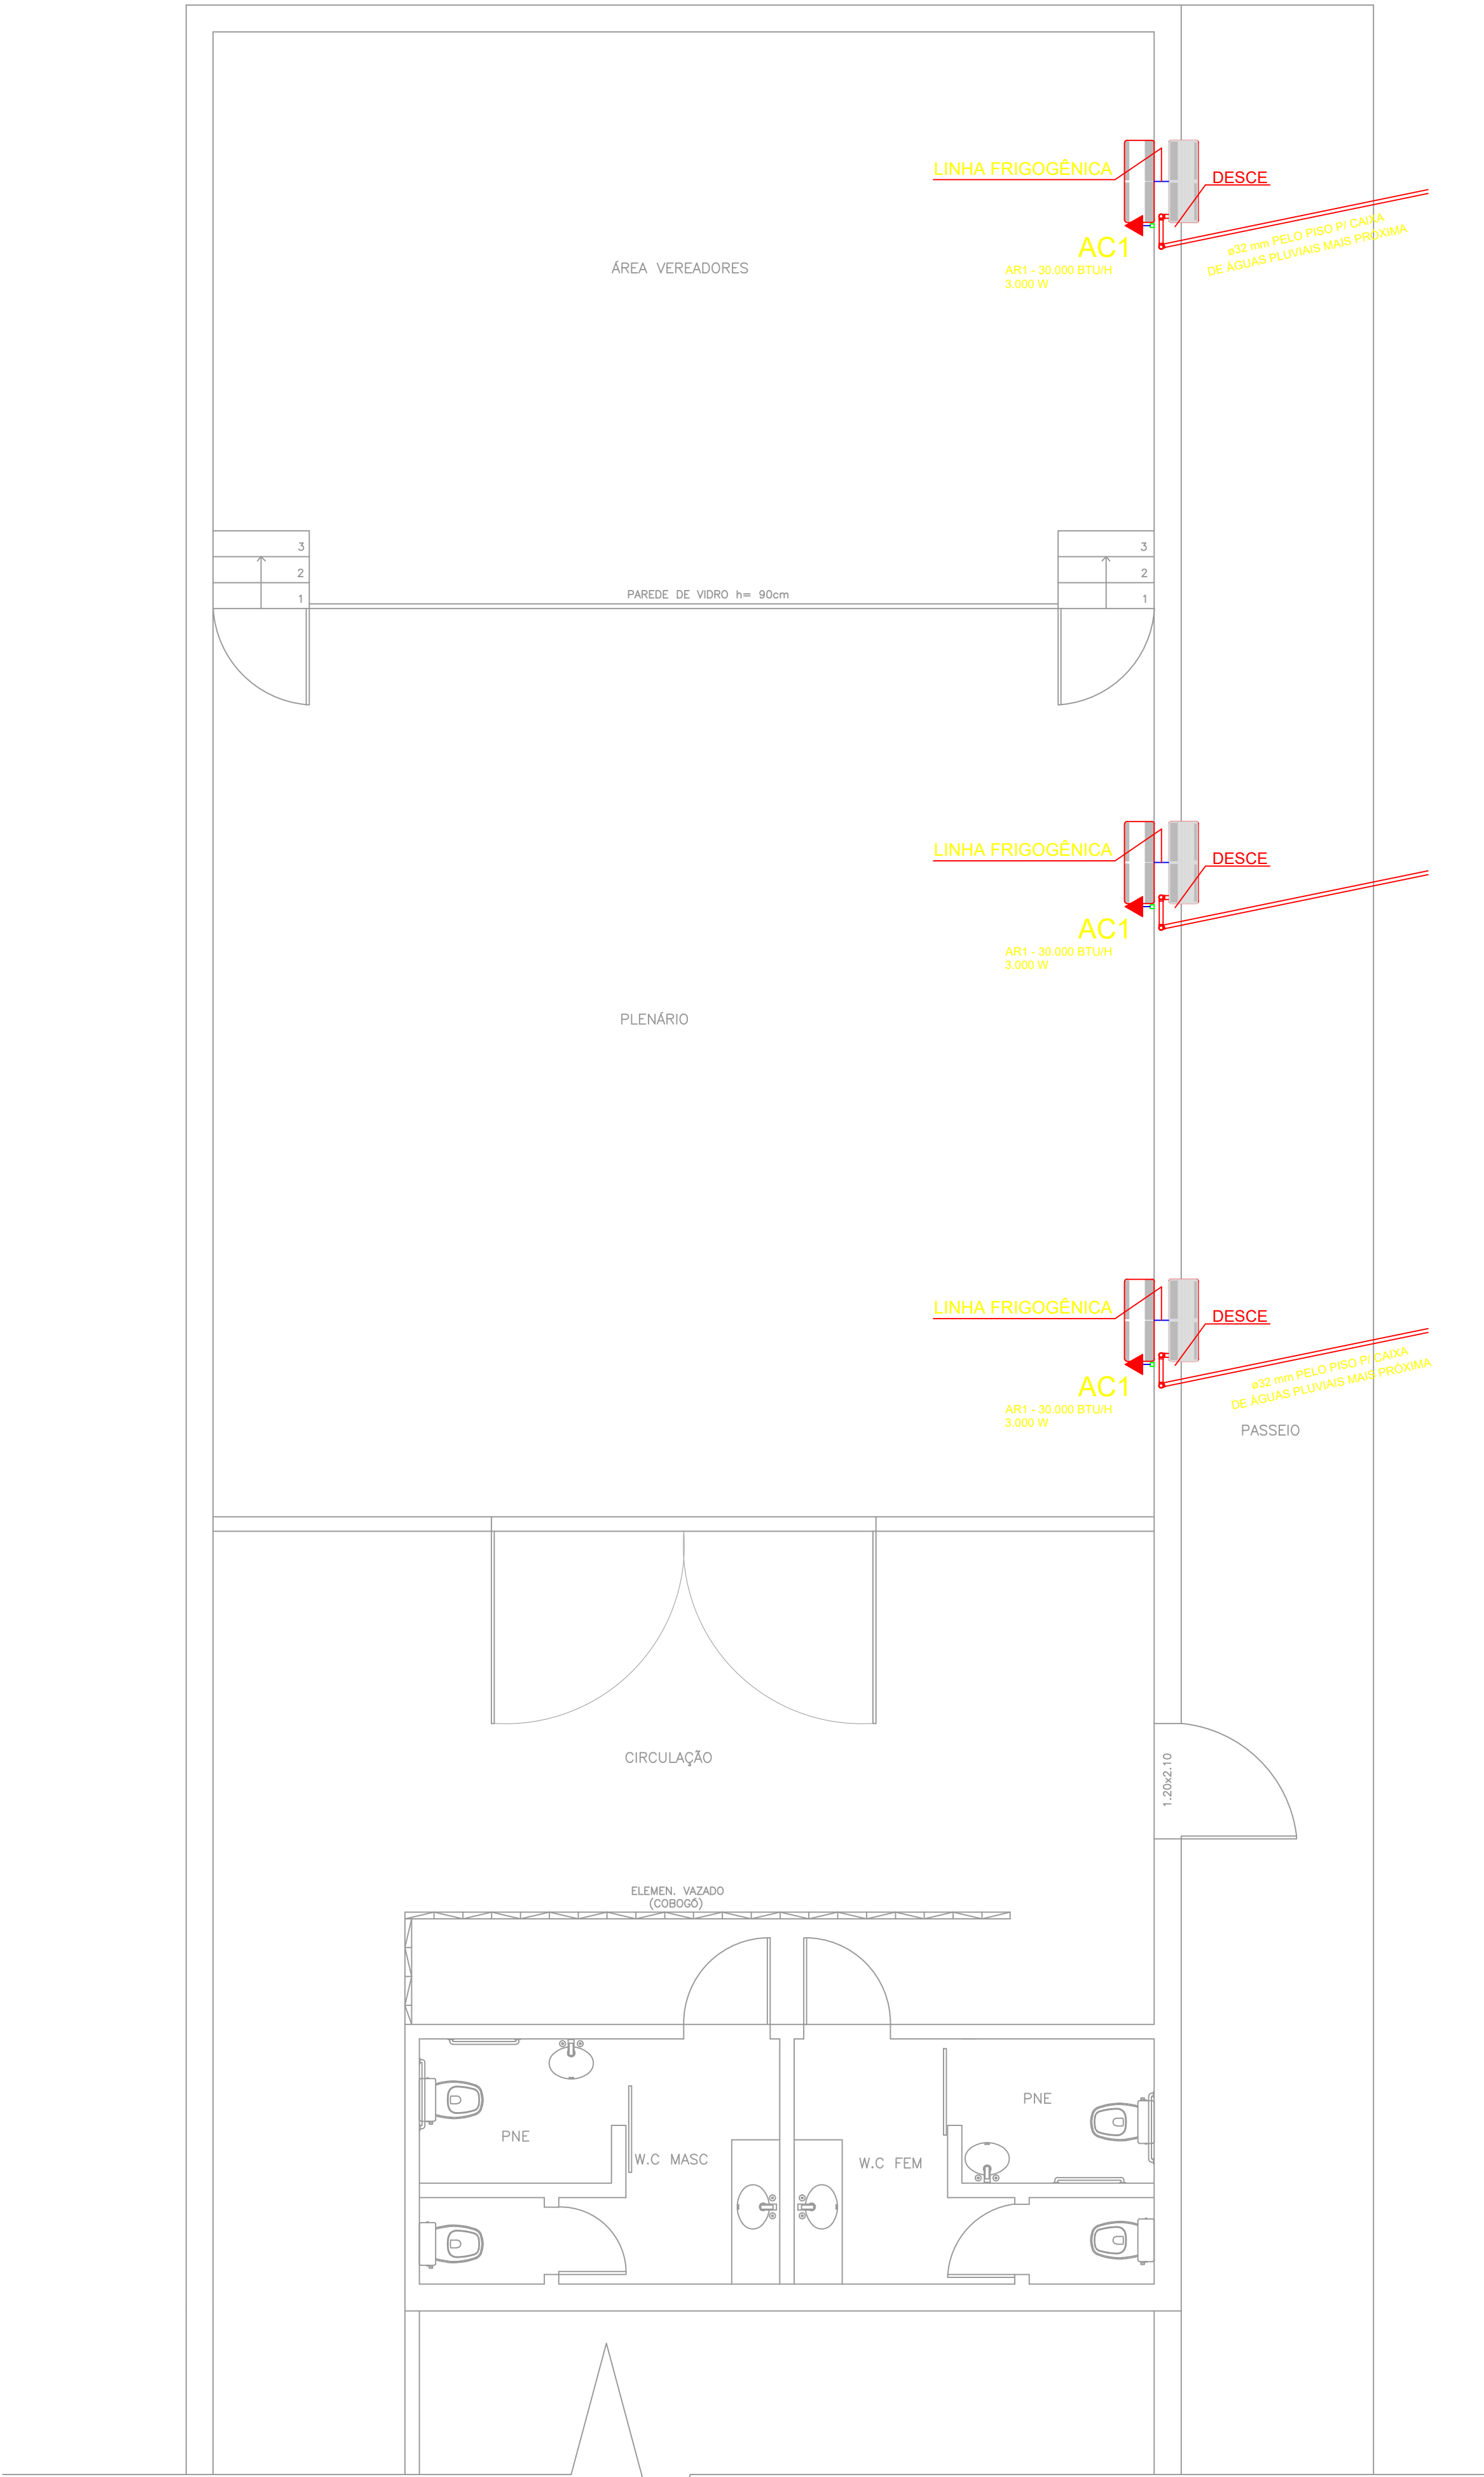 LINHA FRIGOGÊNICA
DESCE
ø32 mm PELO PISO P/ CAIXA
DE ÁGUAS PLUVIAIS MAIS PRÓXIMA
AC1
AR1 - 30.000 BTU/H
3.000 W
ÁREA VEREADORES
3
2
1
3
2
1
PAREDE DE VIDRO h= 90cm
LINHA FRIGOGÊNICA
DESCE
AC1
AR1 - 30.000 BTU/H
3.000 W
PLENÁRIO
LINHA FRIGOGÊNICA
DESCE
ø32 mm PELO PISO P/ CAIXA
DE ÁGUAS PLUVIAIS MAIS PRÓXIMA
AC1
AR1 - 30.000 BTU/H
3.000 W
PASSEIO
CIRCULAÇÃO
1.20x2.10
ELEMEN. VAZADO
(COBOGÓ)
PNE
PNE
W.C MASC
W.C FEM